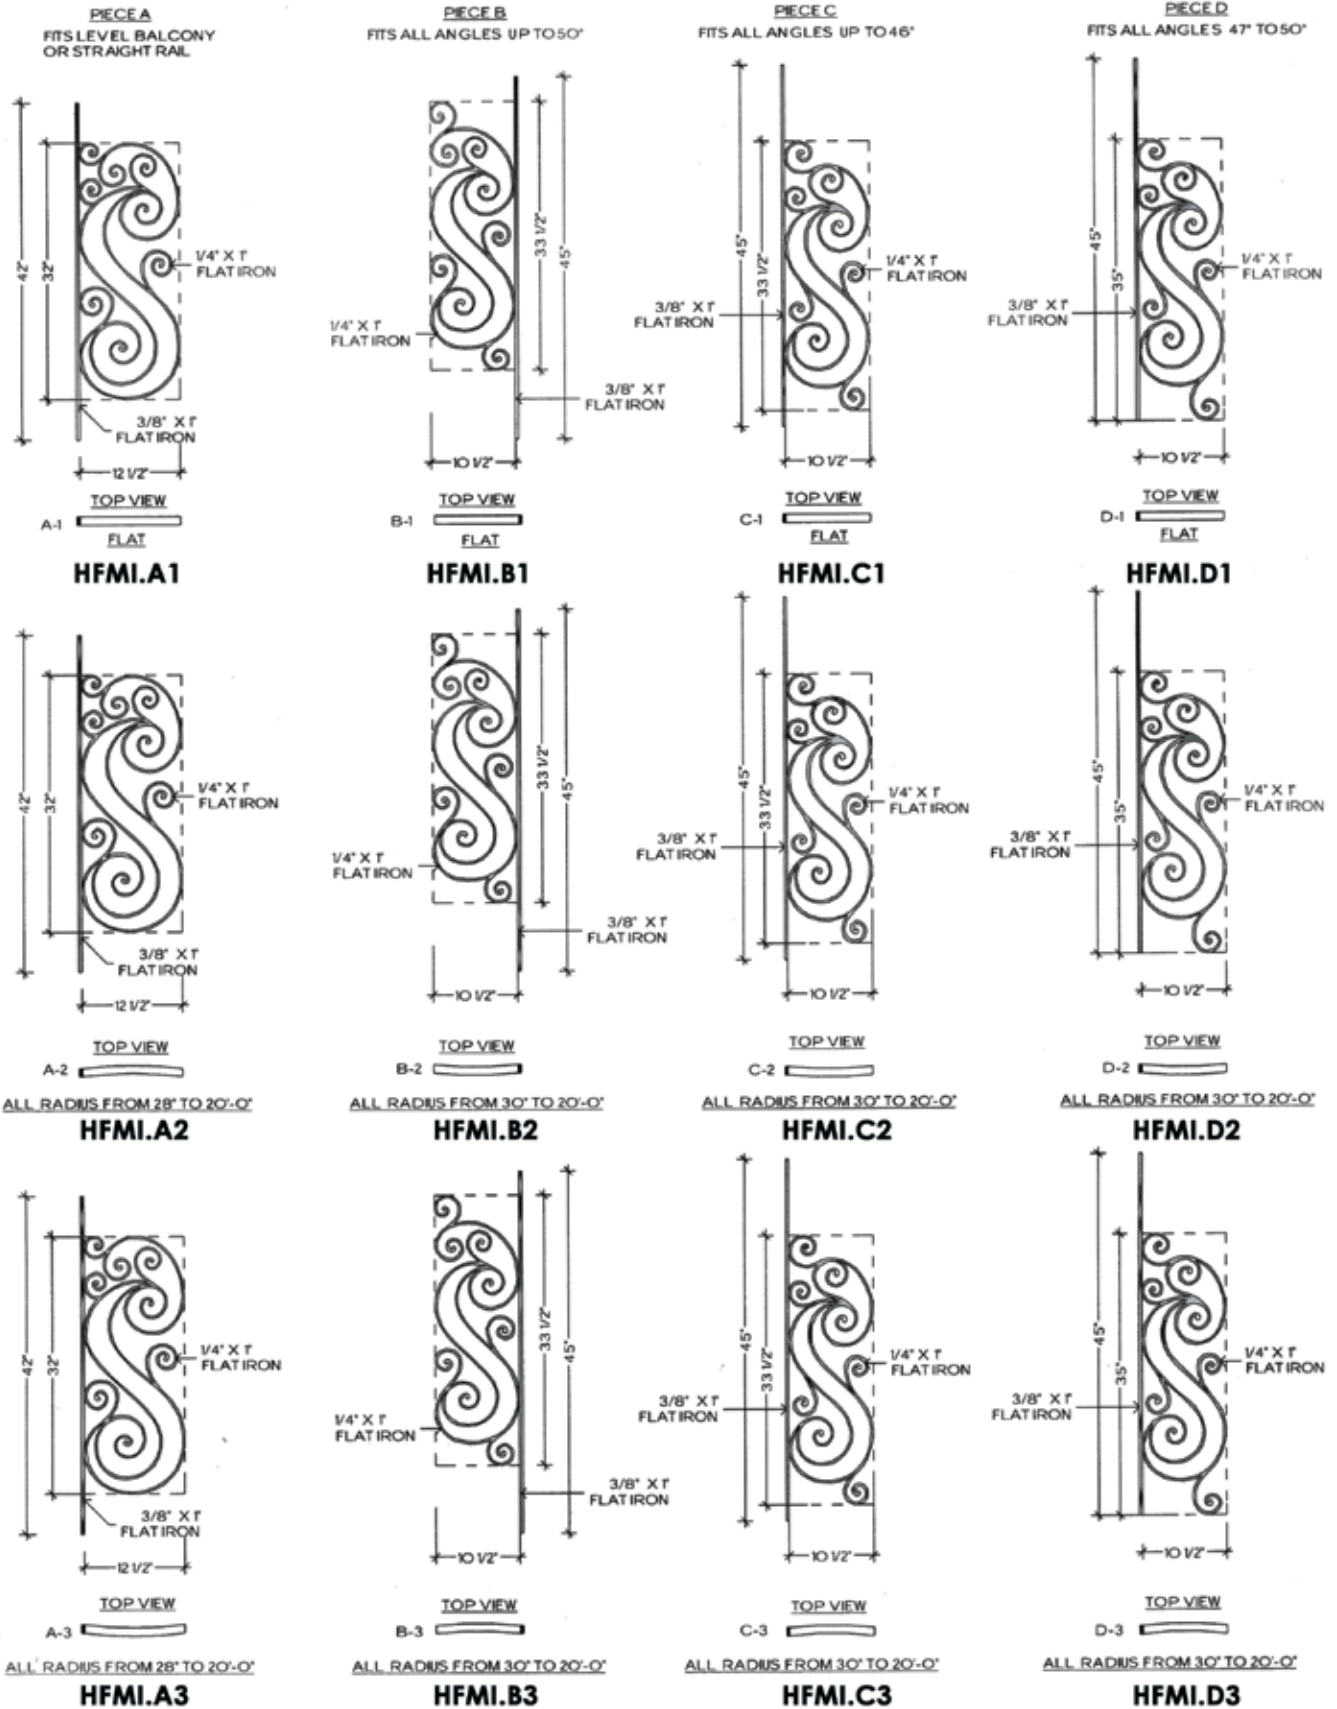 PIECE A
FITS LEVEL BALCONY
OR STRAIGHT RAIL
42"
32"
1/4" X 1"
FLAT IRON
3/8" X 1"
FLAT IRON
12 1/2"
TOP VIEW
A-1
FLAT
HFMI.A1
PIECE B
FITS ALL ANGLES UP TO 50°
33 1/2"
45"
1/4" X 1"
FLAT IRON
3/8" X 1"
FLAT IRON
10 1/2"
TOP VIEW
B-1
FLAT
HFMI.B1
PIECE C
FITS ALL ANGLES UP TO 46°
45"
33 1/2"
1/4" X 1"
FLAT IRON
3/8" X 1"
FLAT IRON
10 1/2"
TOP VIEW
C-1
FLAT
HFMI.C1
PIECE D
FITS ALL ANGLES 47° TO 50°
45"
35"
1/4" X 1"
FLAT IRON
3/8" X 1"
FLAT IRON
10 1/2"
TOP VIEW
D-1
FLAT
HFMI.D1
42"
32"
1/4" X 1"
FLAT IRON
3/8" X 1"
FLAT IRON
12 1/2"
TOP VIEW
A-2
ALL RADIUS FROM 28" TO 20'-0"
HFMI.A2
33 1/2"
45"
1/4" X 1"
FLAT IRON
3/8" X 1"
FLAT IRON
10 1/2"
TOP VIEW
B-2
ALL RADIUS FROM 30" TO 20'-0"
HFMI.B2
45"
33 1/2"
1/4" X 1"
FLAT IRON
3/8" X 1"
FLAT IRON
10 1/2"
TOP VIEW
C-2
ALL RADIUS FROM 30" TO 20'-0"
HFMI.C2
45"
35"
1/4" X 1"
FLAT IRON
3/8" X 1"
FLAT IRON
10 1/2"
TOP VIEW
D-2
ALL RADIUS FROM 30" TO 20'-0"
HFMI.D2
42"
32"
1/4" X 1"
FLAT IRON
3/8" X 1"
FLAT IRON
12 1/2"
TOP VIEW
A-3
ALL RADIUS FROM 28" TO 20'-0"
HFMI.A3
33 1/2"
45"
1/4" X 1"
FLAT IRON
3/8" X 1"
FLAT IRON
10 1/2"
TOP VIEW
B-3
ALL RADIUS FROM 30" TO 20'-0"
HFMI.B3
45"
33 1/2"
1/4" X 1"
FLAT IRON
3/8" X 1"
FLAT IRON
10 1/2"
TOP VIEW
C-3
ALL RADIUS FROM 30" TO 20'-0"
HFMI.C3
45"
35"
1/4" X 1"
FLAT IRON
3/8" X 1"
FLAT IRON
10 1/2"
TOP VIEW
D-3
ALL RADIUS FROM 30" TO 20'-0"
HFMI.D3